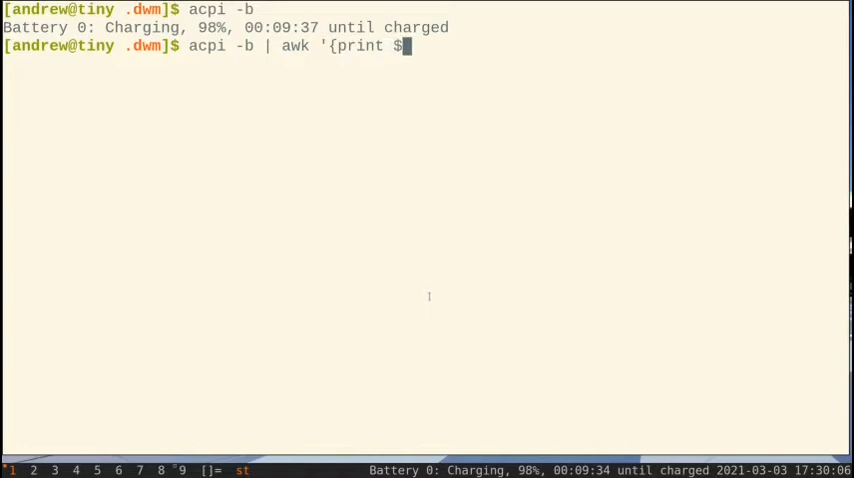 [andrew@tiny .dwm]$ acpi -b
Battery 0: Charging, 98%, 00:09:37 until charged
[andrew@tiny .dwm]$ acpi -b | awk '{print $
1 2 3 4 5 6 7 8 9 []= st Battery 0: Charging, 98%, 00:09:34 until charged 2021-03-03 17:30:06